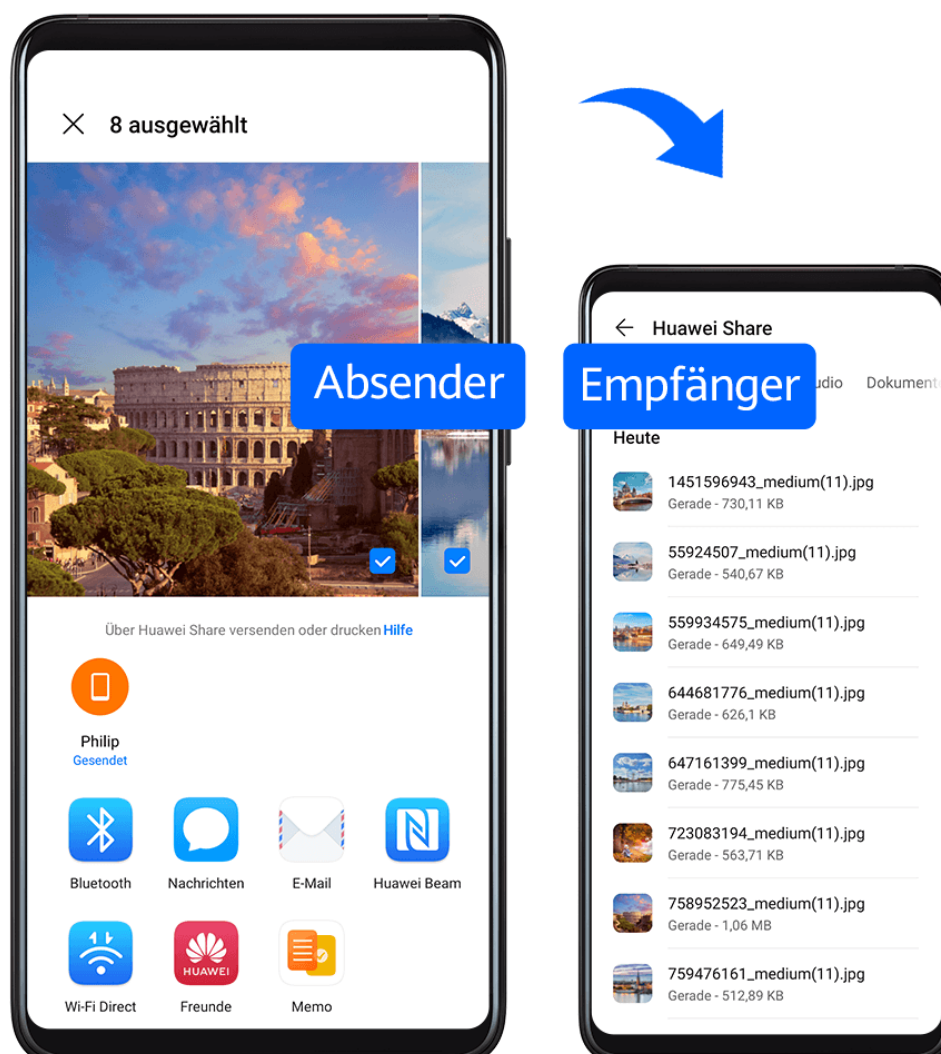 8 ausgewählt
Absender
Über Huawei Share versenden oder drucken Hilfe
Philip
Gesendet
Bluetooth
Nachrichten
E-Mail
Huawei Beam
Wi-Fi Direct
HUAWEI
Freunde
Memo
Huawei Share
Empfänger
udio
Dokument
Heute
1451596943_medium(11).jpg
Gerade - 730,11 KB
55924507_medium(11).jpg
Gerade - 540,67 KB
559934575_medium(11).jpg
Gerade - 649,49 KB
644681776_medium(11).jpg
Gerade - 626,1 KB
647161399_medium(11).jpg
Gerade - 775,45 KB
723083194_medium(11).jpg
Gerade - 563,71 KB
758952523_medium(11).jpg
Gerade - 1,06 MB
759476161_medium(11).jpg
Gerade - 512,89 KB